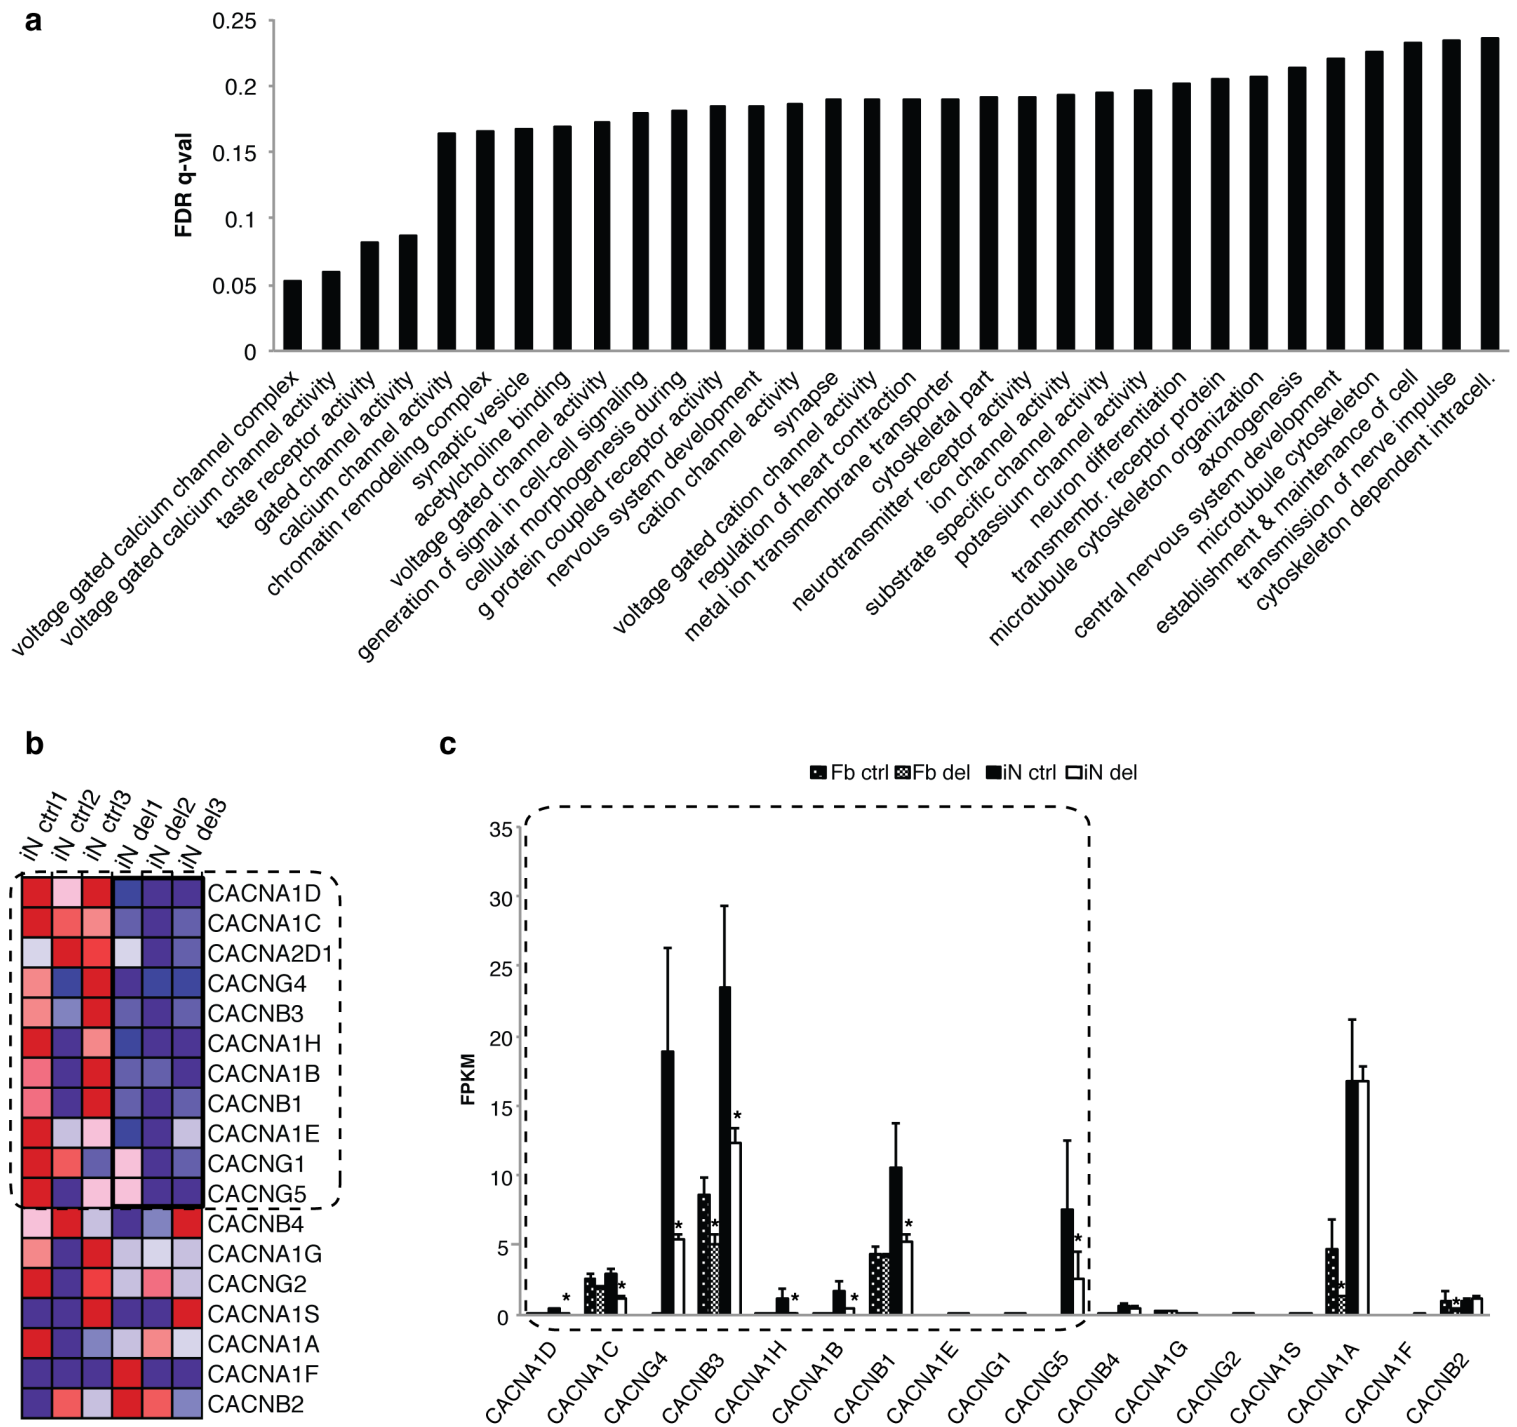 a
0.25
0.2
0.15
0.1
0.05
0
FDR q-val
voltage gated calcium channel complex
voltage gated calcium channel activity
taste receptor activity
gated channel activity
calcium channel activity
chromatin remodeling complex
synaptic vesicle
acetylcholine binding
voltage gated channel activity
generation of signal in cell-cell signaling
cellular morphogenesis during
g protein coupled receptor activity
nervous system development
cation channel activity
synapse
voltage gated cation channel activity
regulation of heart contraction
metal ion transmembrane transporter
cytoskeletal part
neurotransmitter receptor activity
ion channel activity
substrate specific channel activity
potassium channel activity
neuron differentiation
transmembr. receptor protein
microtubule cytoskeleton organization
axonogenesis
central nervous system development
microtubule cytoskeleton
establishment & maintenance of cell
transmission of nerve impulse
cytoskeleton dependent intracell.
b
iN ctrl1
iN ctrl2
iN ctrl3
iN del1
iN del2
iN del3
CACNA1D
CACNA1C
CACNA2D1
CACNG4
CACNB3
CACNA1H
CACNA1B
CACNB1
CACNA1E
CACNG1
CACNG5
CACNB4
CACNA1G
CACNG2
CACNA1S
CACNA1A
CACNA1F
CACNB2
c
Fb ctrl Fb del iN ctrl iN del
35
30
25
20
15
10
5
0
FPKM
* * * * * * * * * * * *
CACNA1D
CACNA1C
CACNG4
CACNB3
CACNA1H
CACNA1B
CACNB1
CACNA1E
CACNG1
CACNG5
CACNB4
CACNA1G
CACNG2
CACNA1S
CACNA1A
CACNA1F
CACNB2